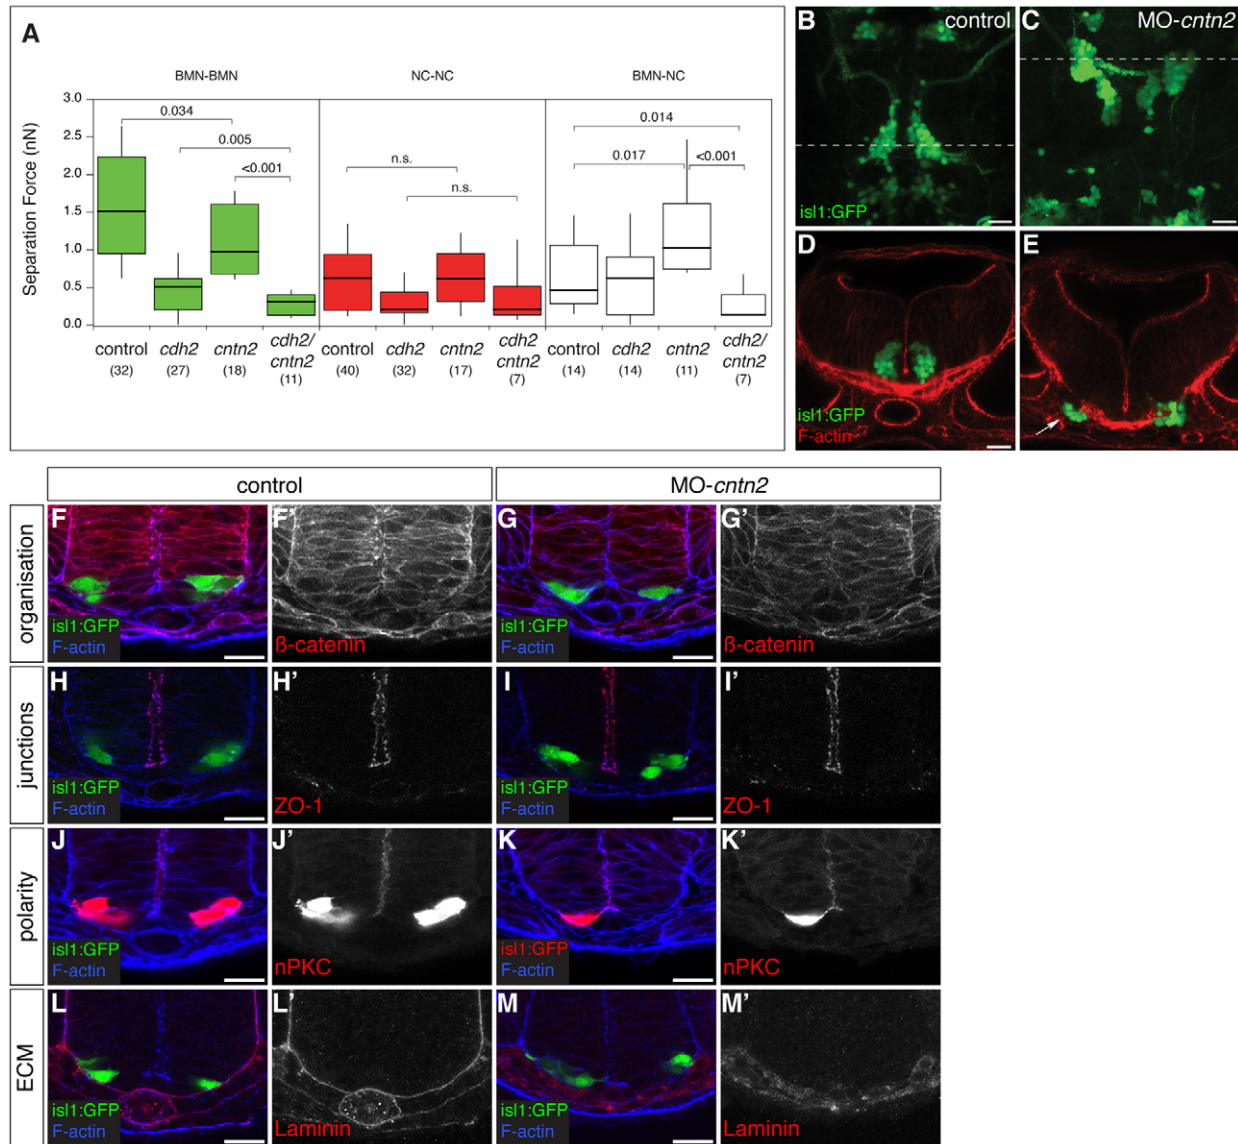 A
BMN-BMN
NC-NC
BMN-NC
Separation Force (nN)
3.0
2.5
2.0
1.5
1.0
0.5
0.0
0.034
0.005
<0.001
n.s.
n.s.
0.014
0.017
<0.001
control cdh2 cntn2 cdh2/ cntn2
(32) (27) (18) (11)
control cdh2 cntn2 cdh2 cntn2
(40) (32) (17) (7)
control cdh2 cntn2 cdh2/ cntn2
(14) (14) (11) (7)
B control
isl1:GFP
C MO-cntn2
D
isl1:GFP
F-actin
E
control
MO-cntn2
organisation
F
isl1:GFP
F-actin
F'
ß-catenin
G
isl1:GFP
F-actin
G'
ß-catenin
junctions
H
isl1:GFP
F-actin
H'
ZO-1
I
isl1:GFP
F-actin
I'
ZO-1
polarity
J
isl1:GFP
F-actin
J'
nPKC
K
isl1:GFP
F-actin
K'
nPKC
ECM
L
isl1:GFP
F-actin
L'
Laminin
M
isl1:GFP
F-actin
M'
Laminin